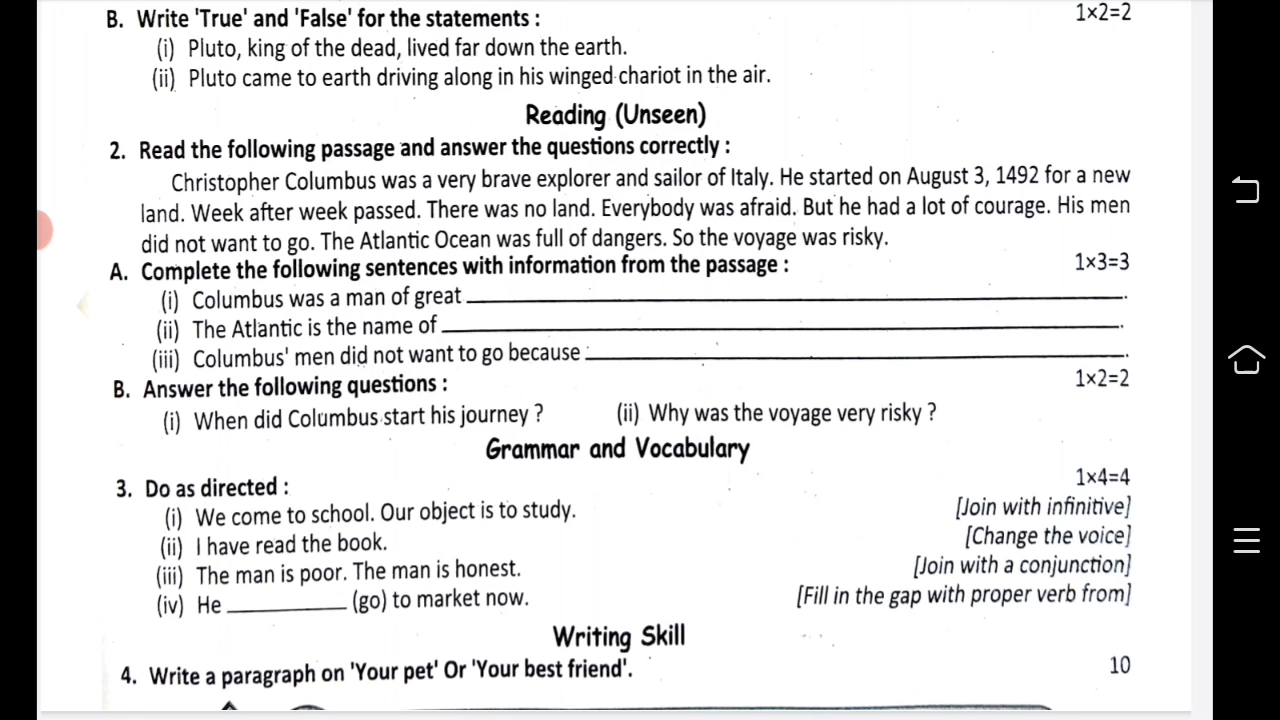 B. Write 'True' and 'False' for the statements : 1×2=2
(i) Pluto, king of the dead, lived far down the earth.
(ii) Pluto came to earth driving along in his winged chariot in the air.
Reading (Unseen)
2. Read the following passage and answer the questions correctly :
Christopher Columbus was a very brave explorer and sailor of Italy. He started on August 3, 1492 for a new
land. Week after week passed. There was no land. Everybody was afraid. But he had a lot of courage. His men
did not want to go. The Atlantic Ocean was full of dangers. So the voyage was risky.
A. Complete the following sentences with information from the passage : 1×3=3
(i) Columbus was a man of great ____________.
(ii) The Atlantic is the name of ____________.
(iii) Columbus' men did not want to go because ____________.
B. Answer the following questions : 1×2=2
(i) When did Columbus start his journey ? (ii) Why was the voyage very risky ?
Grammar and Vocabulary
3. Do as directed : 1×4=4
(i) We come to school. Our object is to study. [Join with infinitive]
(ii) I have read the book. [Change the voice]
(iii) The man is poor. The man is honest. [Join with a conjunction]
(iv) He __________ (go) to market now. [Fill in the gap with proper verb from]
Writing Skill
4. Write a paragraph on 'Your pet' Or 'Your best friend'. 10